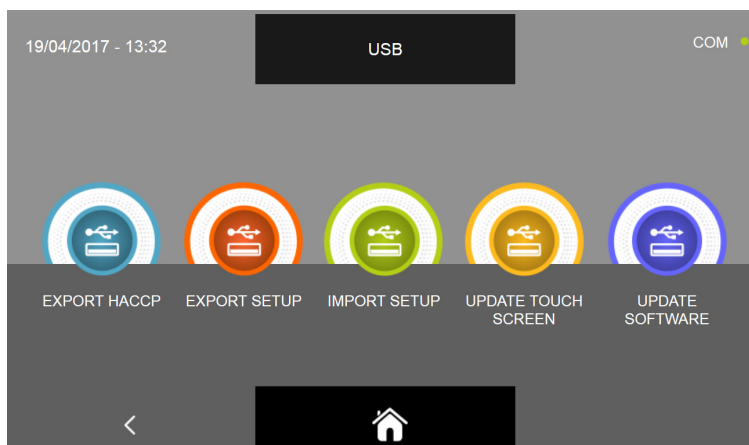 19/04/2017 - 13:32
USB
COM
EXPORT HACCP
EXPORT SETUP
IMPORT SETUP
UPDATE TOUCH
SCREEN
UPDATE
SOFTWARE